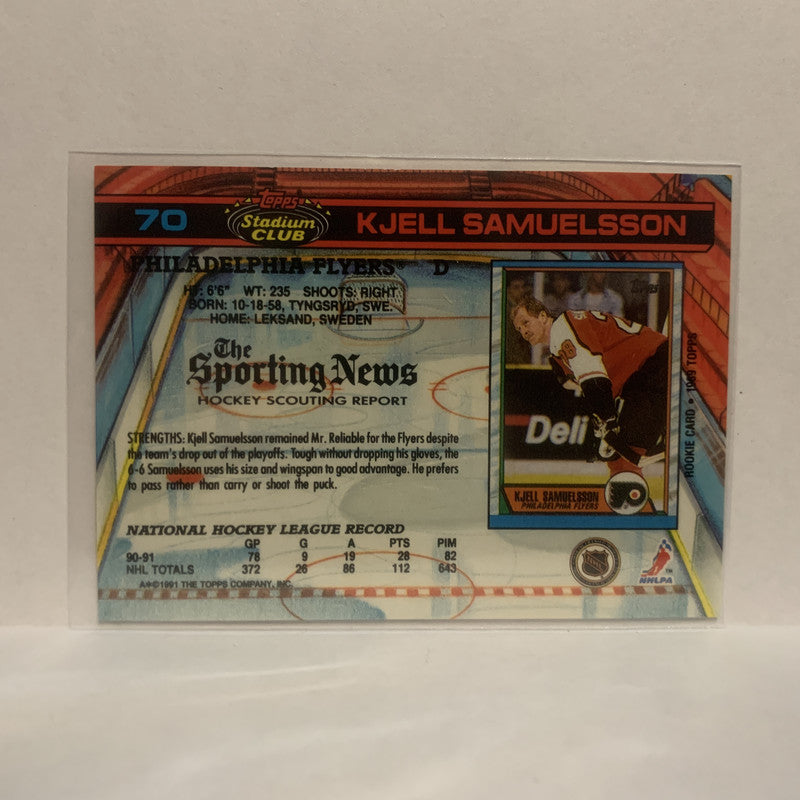 70
Topps
Stadium
CLUB
KJELL SAMUELSSON
PHILADELPHIA FLYERS® D
HT: 6'6" WT: 235 SHOOTS: RIGHT
BORN: 10-18-58, TYNGSRYD, SWE.
HOME: LEKSAND, SWEDEN
The
Sporting News
HOCKEY SCOUTING REPORT
STRENGTHS: Kjell Samuelsson remained Mr. Reliable for the Flyers despite
the team's drop out of the playoffs. Tough without dropping his gloves, the
6-6 Samuelsson uses his size and wingspan to good advantage. He prefers
to pass rather than carry or shoot the puck.
NATIONAL HOCKEY LEAGUE RECORD
GP G A PTS PIM
90-91 78 9 19 28 82
NHL TOTALS 372 26 86 112 643
A*©1991 THE TOPPS COMPANY, INC.
Topps
Deli
KJELL SAMUELSSON
PHILADELPHIA FLYERS
ROOKIE CARD • 1989 TOPPS
NHL
NHLPA
TM